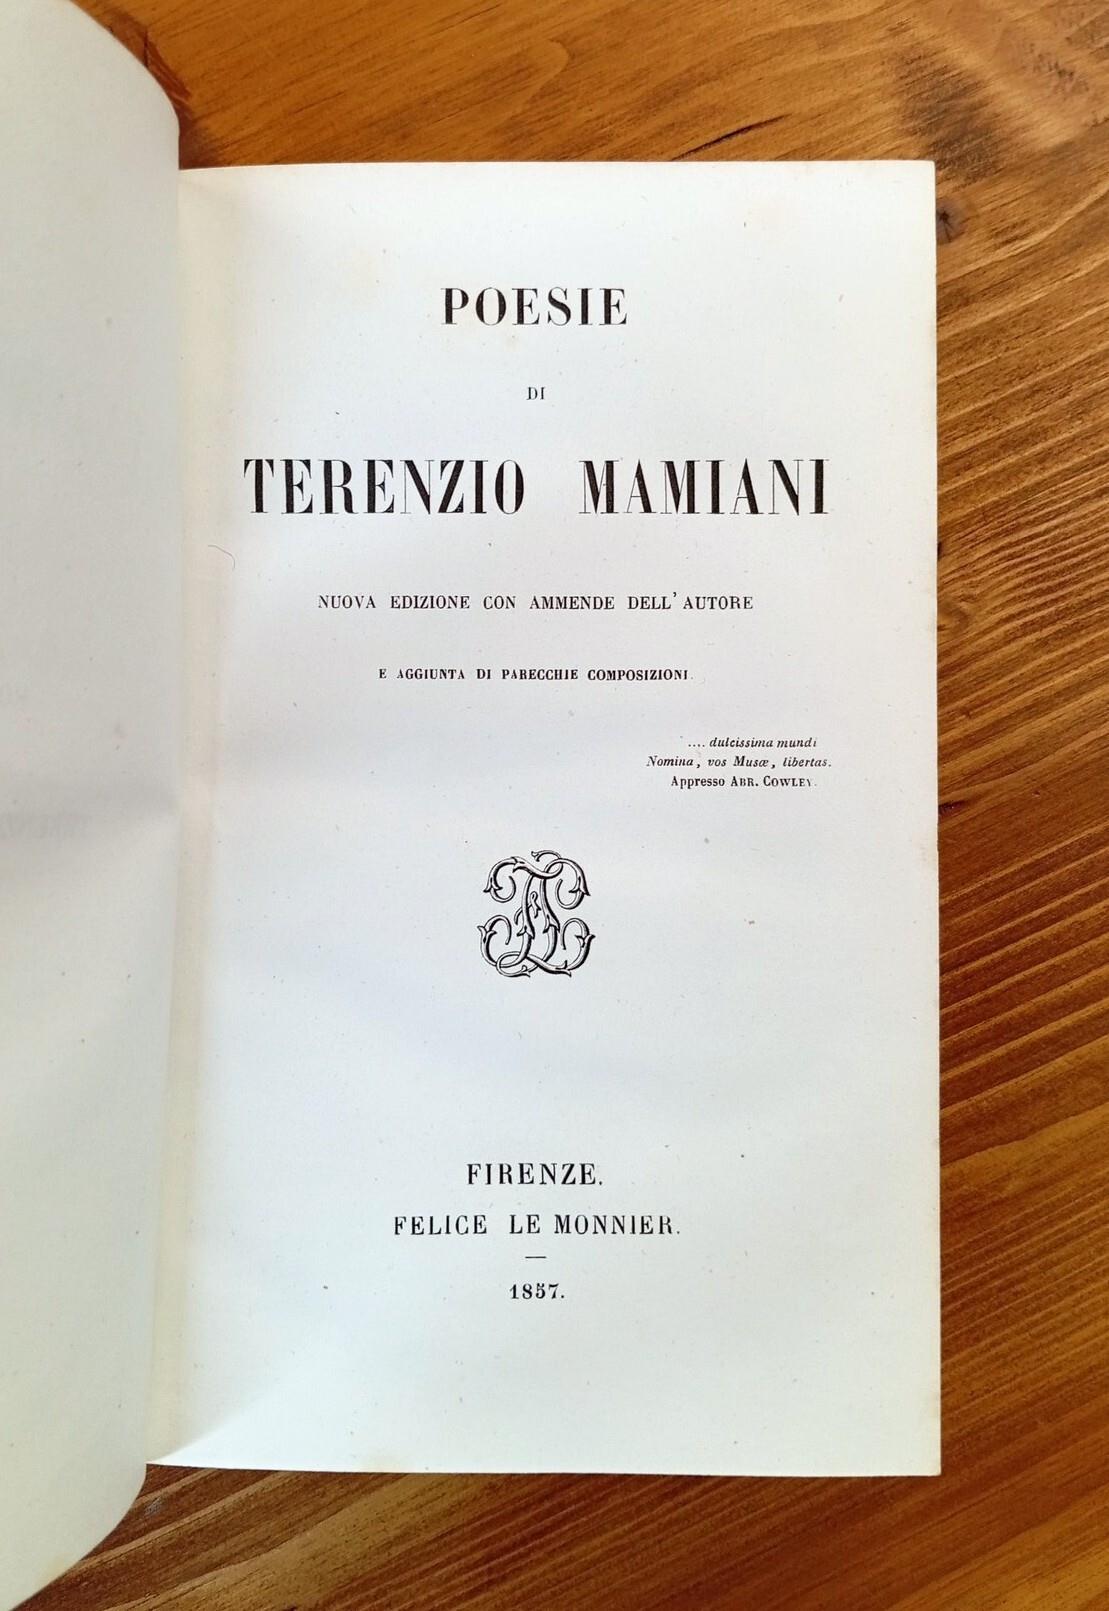 POESIE
DI
TERENZIO MAMIANI
NUOVA EDIZIONE CON AMMENDE DELL'AUTORE
E AGGIUNTA DI PARECCHIE COMPOSIZIONI.
.... dulcissima mundi
Nomina, vos Musæ, libertas.
Appresso ABR. COWLEY.
FIRENZE.
FELICE LE MONNIER.
1857.